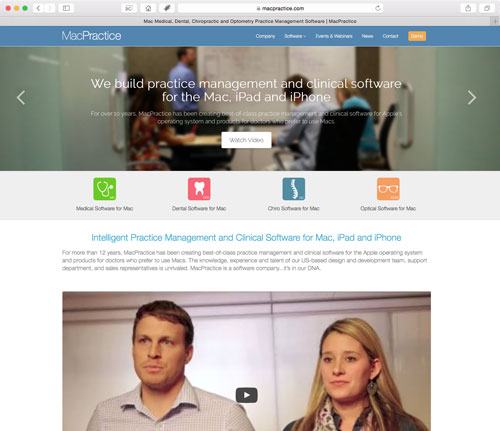 macpractice.com
Mac Medical, Dental, Chiropractic and Optometry Practice Management Software | MacPractice
MacPractice
Company Software Events & Webinars News Contact Demo
We build practice management and clinical software
for the Mac, iPad and iPhone
For over 12 years, MacPractice has been creating best-of-class practice management and clinical software for Apple's
operating system and products for doctors who prefer to use Macs.
Watch Video
Medical Software for Mac
Dental Software for Mac
Chiro Software for Mac
Optical Software for Mac
Intelligent Practice Management and Clinical Software for Mac, iPad and iPhone
For more than 12 years, MacPractice has been creating best-of-class practice management and clinical software for the Apple operating system
and products for doctors who prefer to use Macs. The knowledge, experience and talent of our US-based design and development team, support
department, and sales representatives is unrivaled. MacPractice is a software company...it's in our DNA.